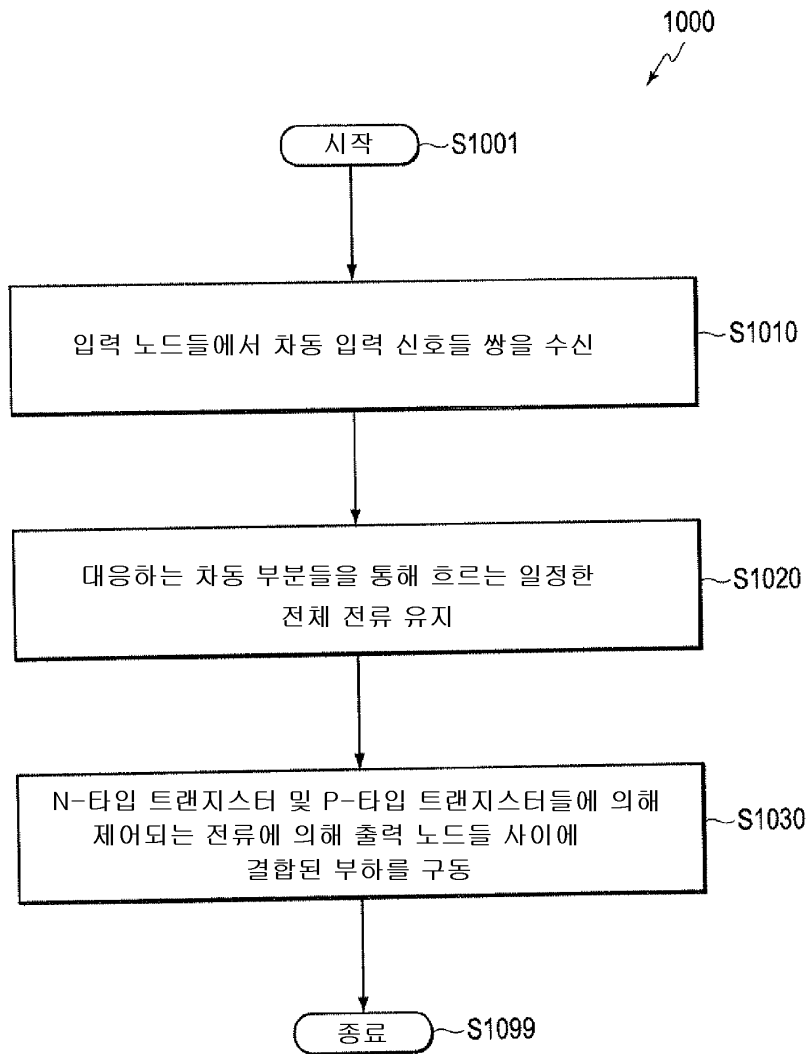 1000
시작
S1001
입력 노드들에서 차동 입력 신호들 쌍을 수신
S1010
대응하는 차동 부분들을 통해 흐르는 일정한
전체 전류 유지
S1020
N-타입 트랜지스터 및 P-타입 트랜지스터들에 의해
제어되는 전류에 의해 출력 노드들 사이에
결합된 부하를 구동
S1030
종료
S1099